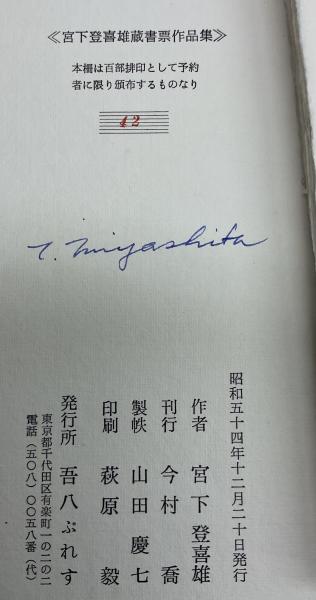 ≪宮下登喜雄蔵書票作品集≫
本冊は百部排印として予約
者に限り頒布するものなり
42
T. Miyashita
昭和五十四年十二月二十日発行
作者 宮下登喜雄
刊行 今村喬
製帙 山田慶七
印刷 萩原毅
発行所 吾八ぷれす
東京都千代田区有楽町一の二の二
電話(五〇八)〇〇五八番(代)